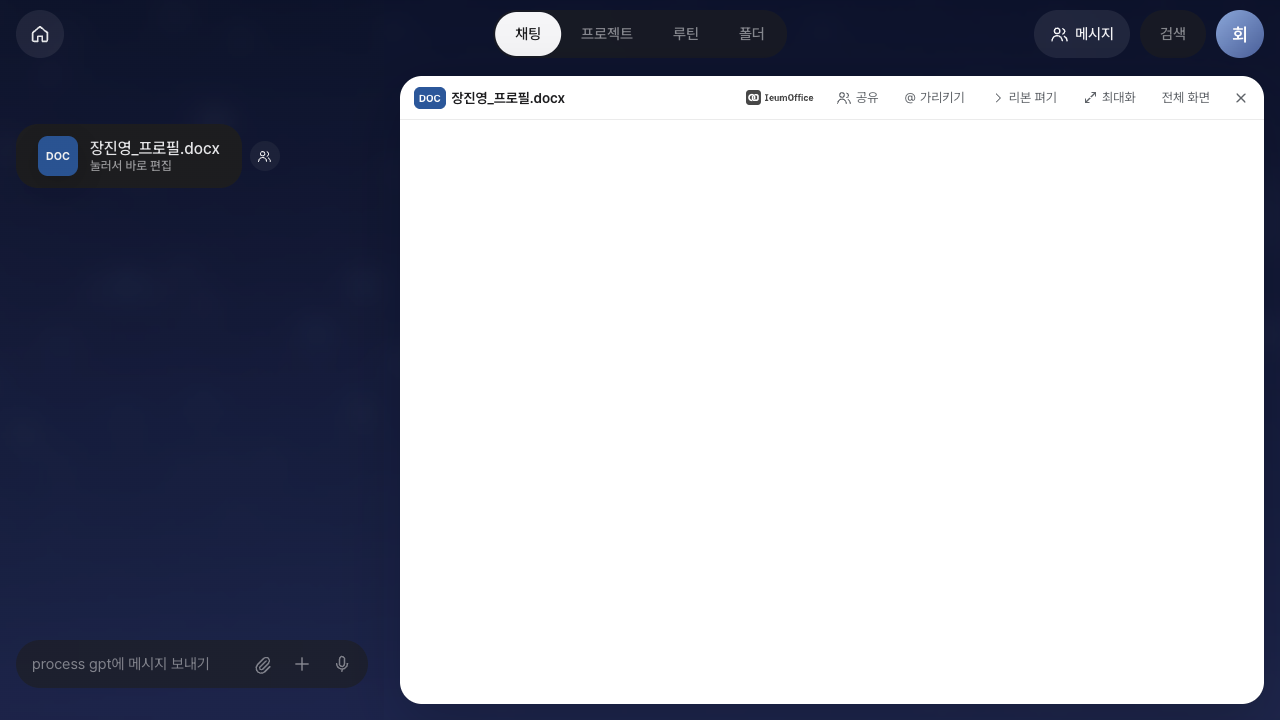 채팅
프로젝트
루틴
폴더
메시지
검색
회
DOC
장진영_프로필.docx
IeumOffice
공유
@ 가리키기
리본 펴기
최대화
전체 화면
DOC
장진영_프로필.docx
눌러서 바로 편집
process gpt에 메시지 보내기